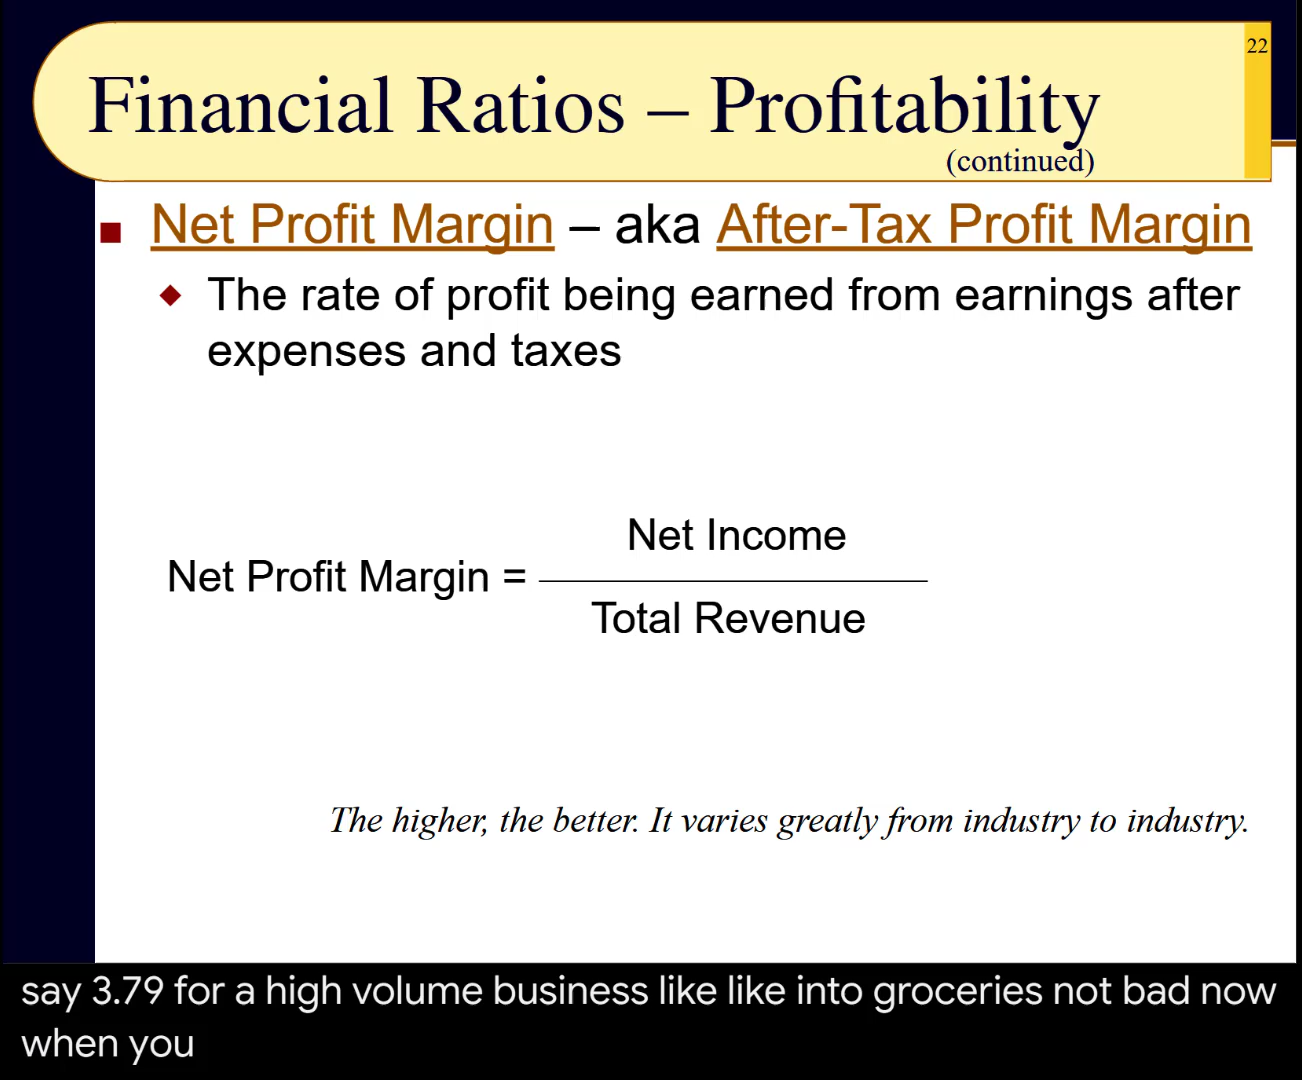 22
Financial Ratios – Profitability
(continued)
Net Profit Margin – aka After-Tax Profit Margin
The rate of profit being earned from earnings after
expenses and taxes
Net Income
Net Profit Margin =
Total Revenue
The higher, the better. It varies greatly from industry to industry.
say 3.79 for a high volume business like like into groceries not bad now
when you